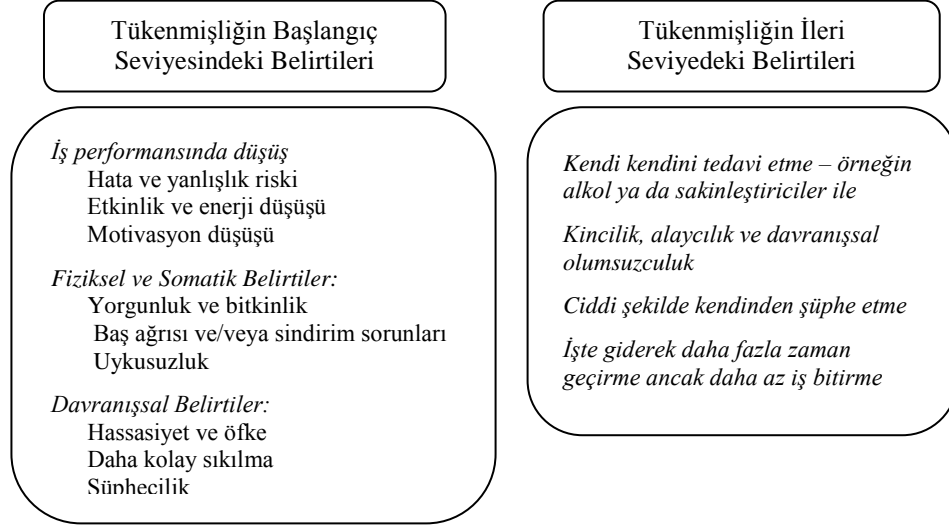 Tükenmişliğin Başlangıç
Seviyesindeki Belirtileri
İş performansında düşüş
Hata ve yanlışlık riski
Etkinlik ve enerji düşüşü
Motivasyon düşüşü
Fiziksel ve Somatik Belirtiler:
Yorgunluk ve bitkinlik
Baş ağrısı ve/veya sindirim sorunları
Uykusuzluk
Davranışsal Belirtiler:
Hassasiyet ve öfke
Daha kolay sıkılma
Şüphecilik
Tükenmişliğin İleri
Seviyedeki Belirtileri
Kendi kendini tedavi etme – örneğin
alkol ya da sakinleştiriciler ile
Kincilik, alaycılık ve davranışsal
olumsuzculuk
Ciddi şekilde kendinden şüphe etme
İşte giderek daha fazla zaman
geçirme ancak daha az iş bitirme